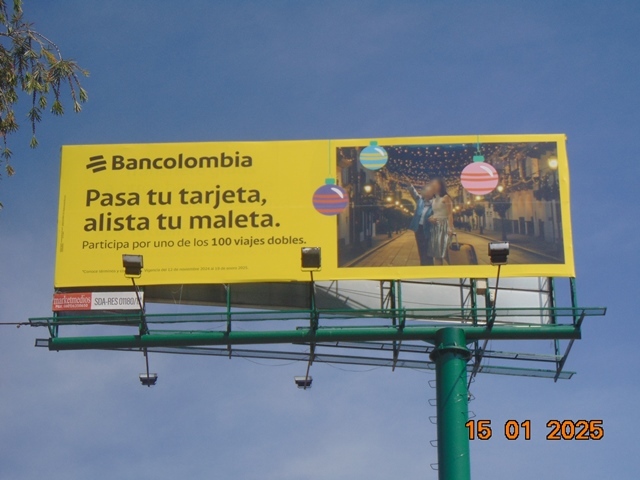 Bancolombia
Pasa tu tarjeta,
alista tu maleta.
Participa por uno de los 100 viajes dobles.
marketmedios
SDA-RES 01180/
15 01 2025